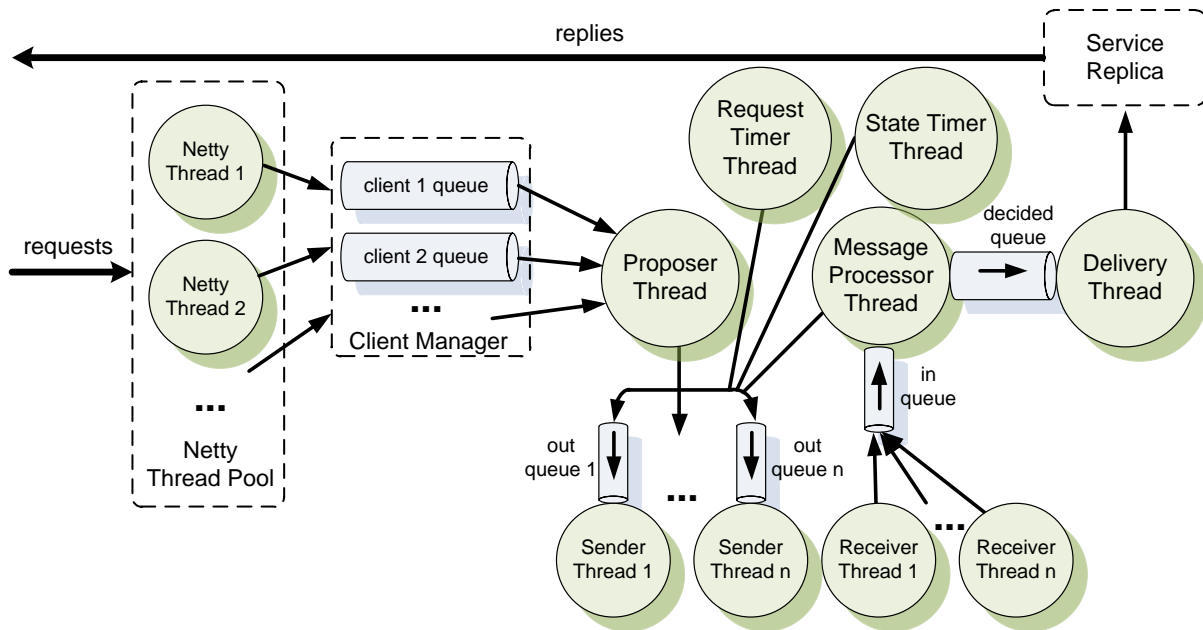 replies
Service
Replica
Request
Timer
Thread
State Timer
Thread
Netty
Thread 1
client 1 queue
decided
queue
requests
client 2 queue
Proposer
Thread
Message
Processor
Thread
Delivery
Thread
Netty
Thread 2
...
Client Manager
in
queue
...
Netty
Thread Pool
out
queue 1
...
out
queue n
...
Sender
Thread 1
Sender
Thread n
Receiver
Thread 1
Receiver
Thread n